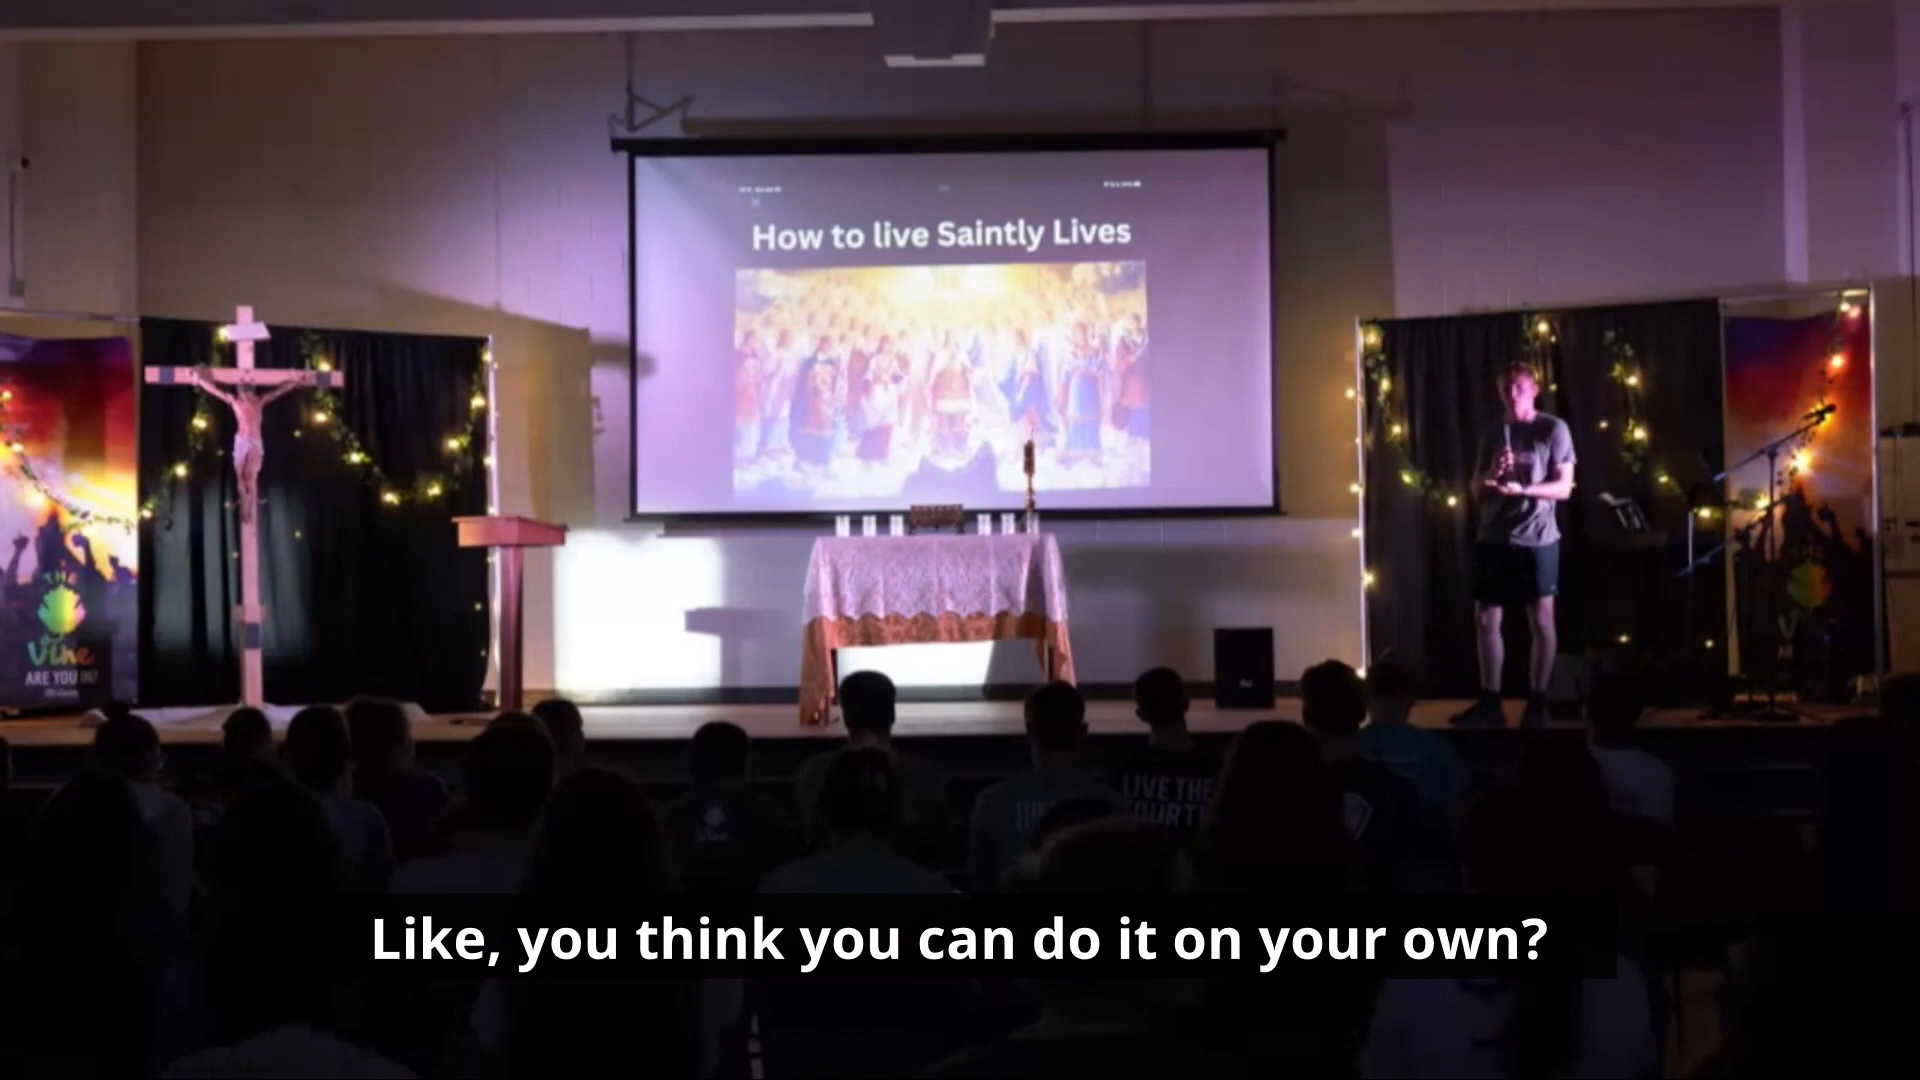 How to live Saintly Lives
THE
Vine
ARE YOU IN?
THE
LIVE THE
Like, you think you can do it on your own?